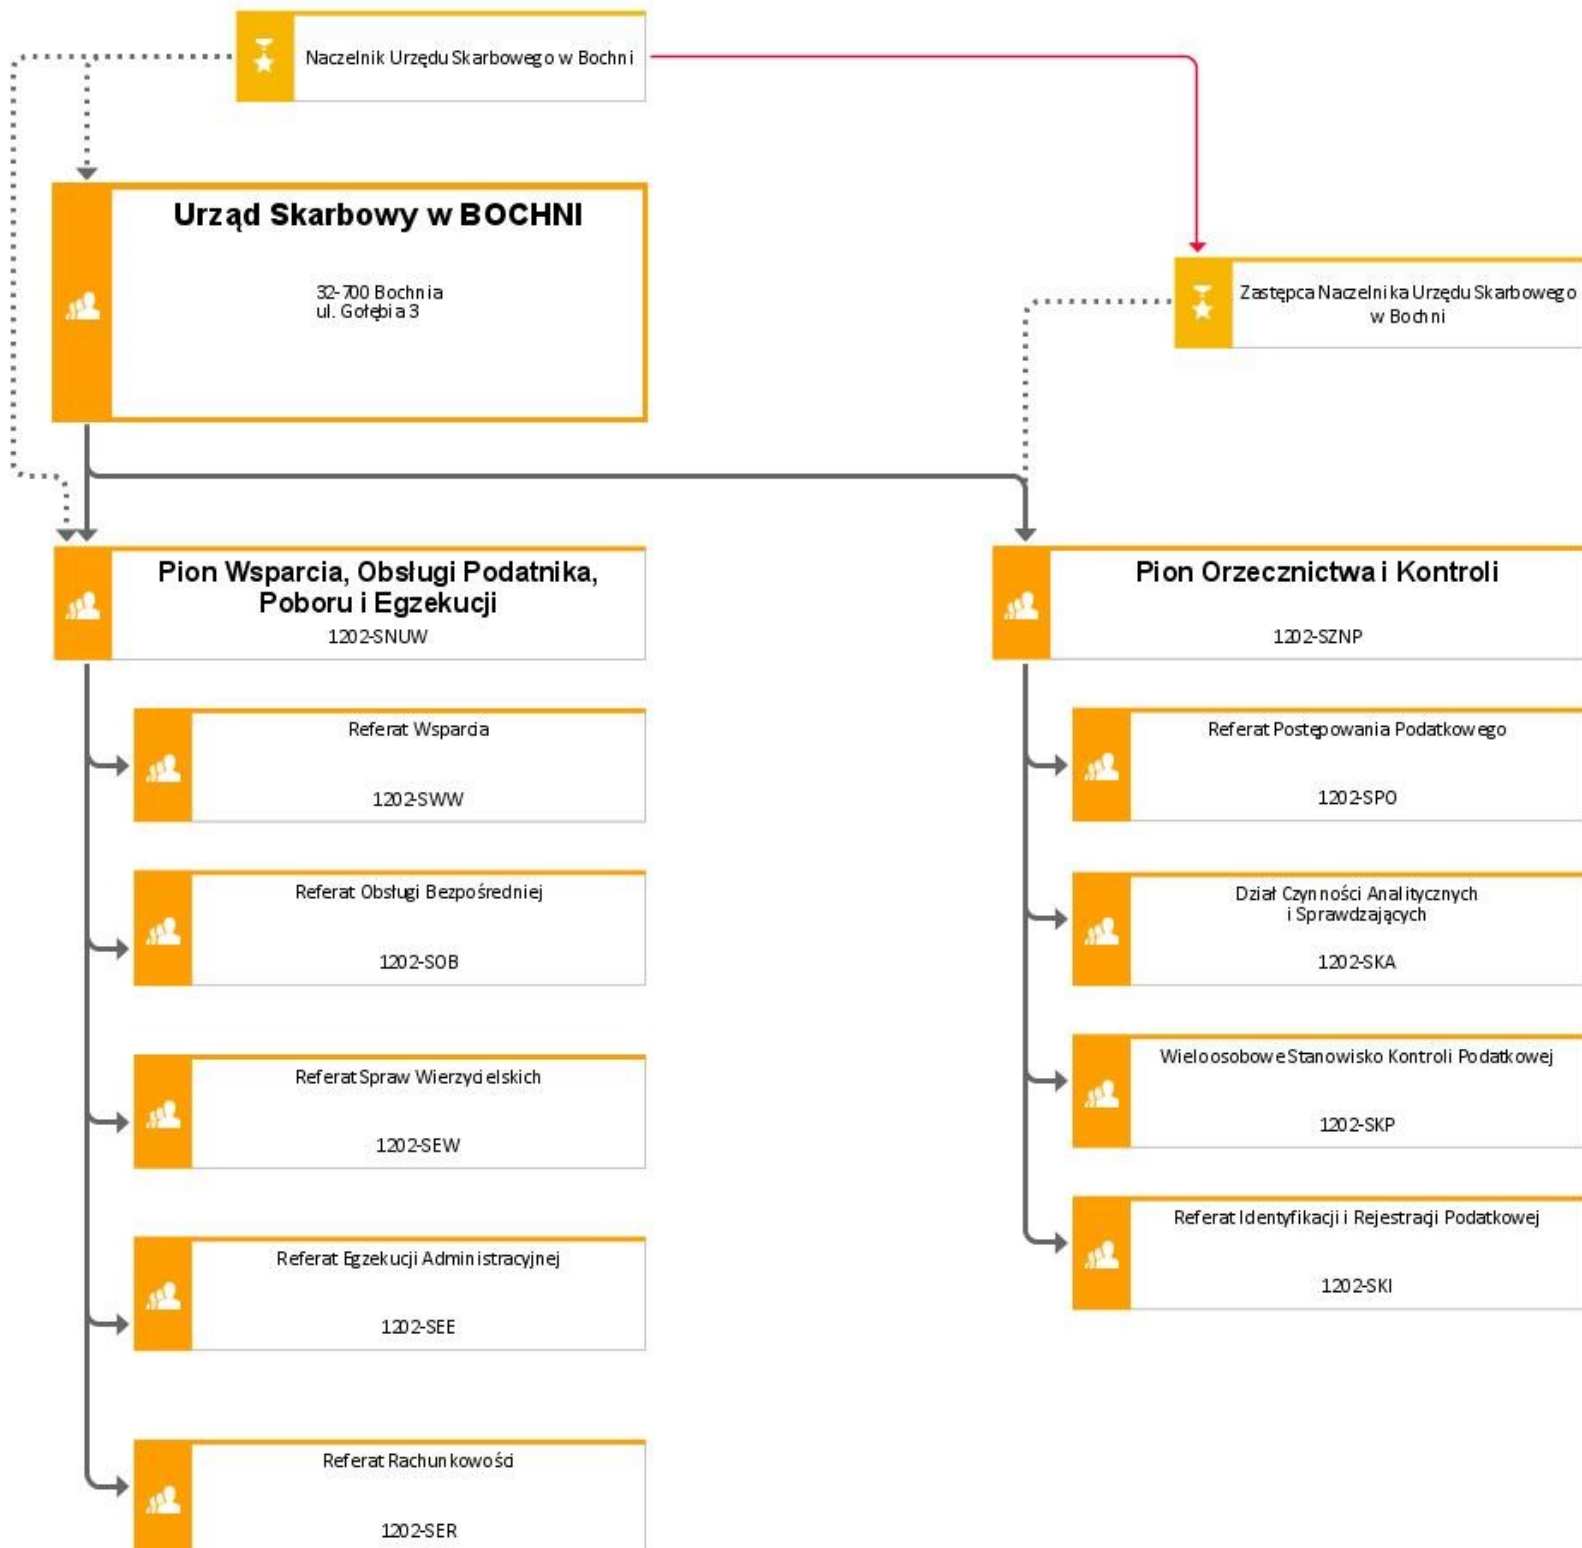 Naczelnik Urzędu Skarbowego w Bochni
Urząd Skarbowy w BOCHNI
32-700 Bochnia
ul. Gołębia 3
Zastępca Naczelnika Urzędu Skarbowego
w Bochni
Pion Wsparcia, Obsługi Podatnika,
Poboru i Egzekucji
1202-SNUW
Referat Wsparcia
1202-SWW
Referat Obsługi Bezpośredniej
1202-SOB
Referat Spraw Wierzycielskich
1202-SEW
Referat Egzekucji Administracyjnej
1202-SEE
Referat Rachunkowości
1202-SER
Pion Orzecznictwa i Kontroli
1202-SZNP
Referat Postępowania Podatkowego
1202-SPO
Dział Czynności Analitycznych
i Sprawdzających
1202-SKA
Wieloosobowe Stanowisko Kontroli Podatkowej
1202-SKP
Referat Identyfikacji i Rejestracji Podatkowej
1202-SKI